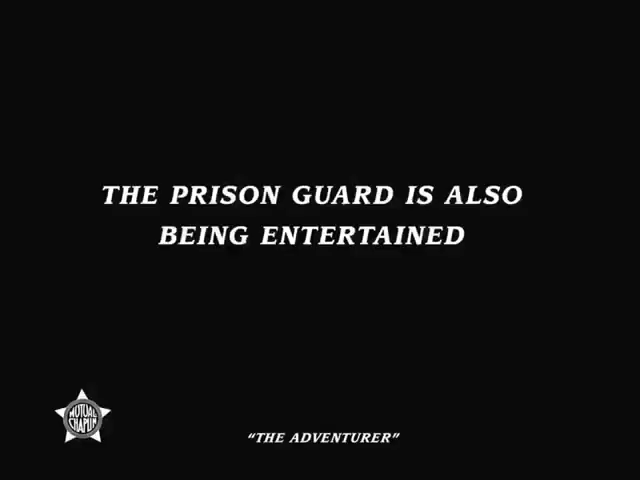 THE PRISON GUARD IS ALSO
BEING ENTERTAINED
MUTUAL
CHAPLIN
"THE ADVENTURER"